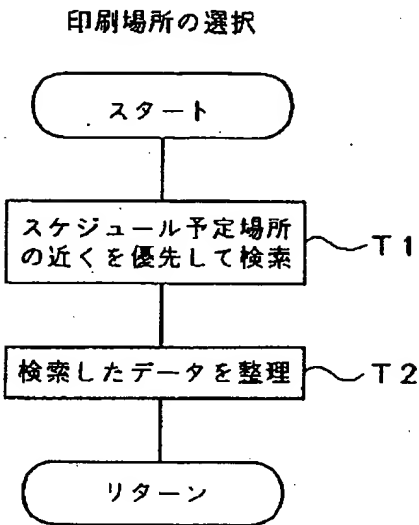 印刷場所の選択
スタート
スケジュール予定場所
の近くを優先して検索
T1
検索したデータを整理
T2
リターン